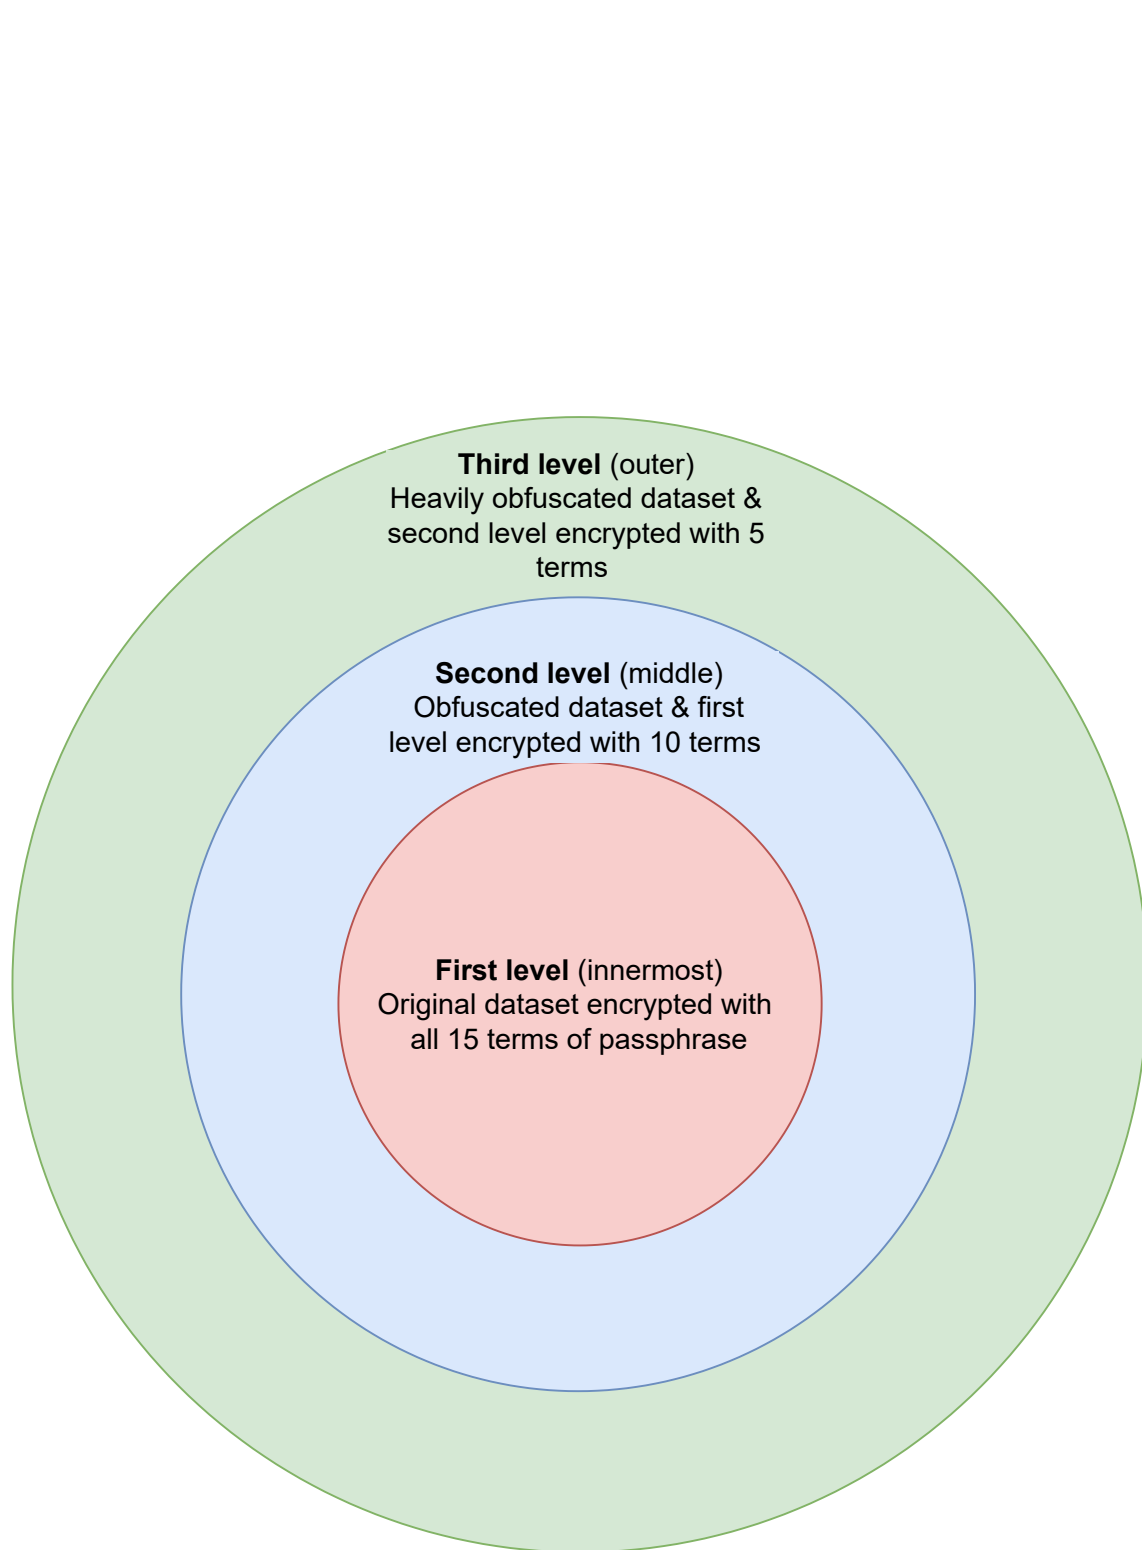 Third level (outer)
Heavily obfuscated dataset &
second level encrypted with 5
terms
Second level (middle)
Obfuscated dataset & first
level encrypted with 10 terms
First level (innermost)
Original dataset encrypted with
all 15 terms of passphrase